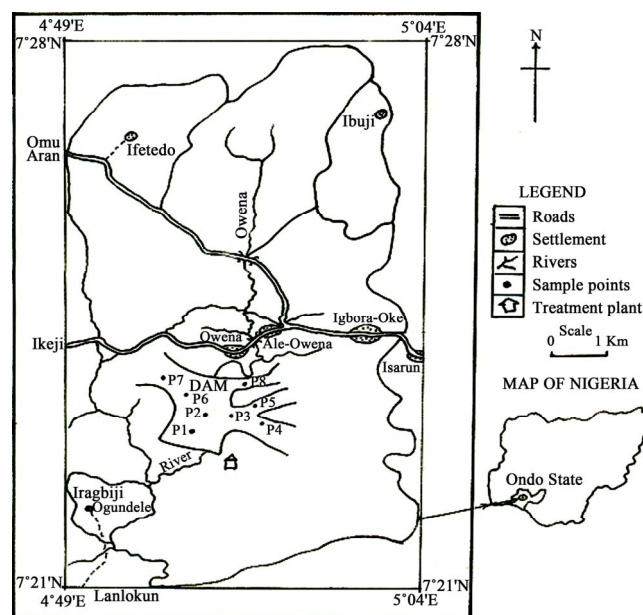 4°49'E
5°04'E
7°28'N
7°28'N
N
Ibuji
Ifetedo
Omu
Aran
Owena
LEGEND
Roads
Settlement
Rivers
Sample points
Treatment plant
Scale
0 1 Km
Igbora-Oke
Owena
Ikeji
Ale-Owena
Isarun
MAP OF NIGERIA
DAM
P7
P8
P6
P5
P2
P3
P4
P1
River
Ondo State
Iragbiji
Ogundele
7°21'N
7°21'N
4°49'E
5°04'E
Lanlokun